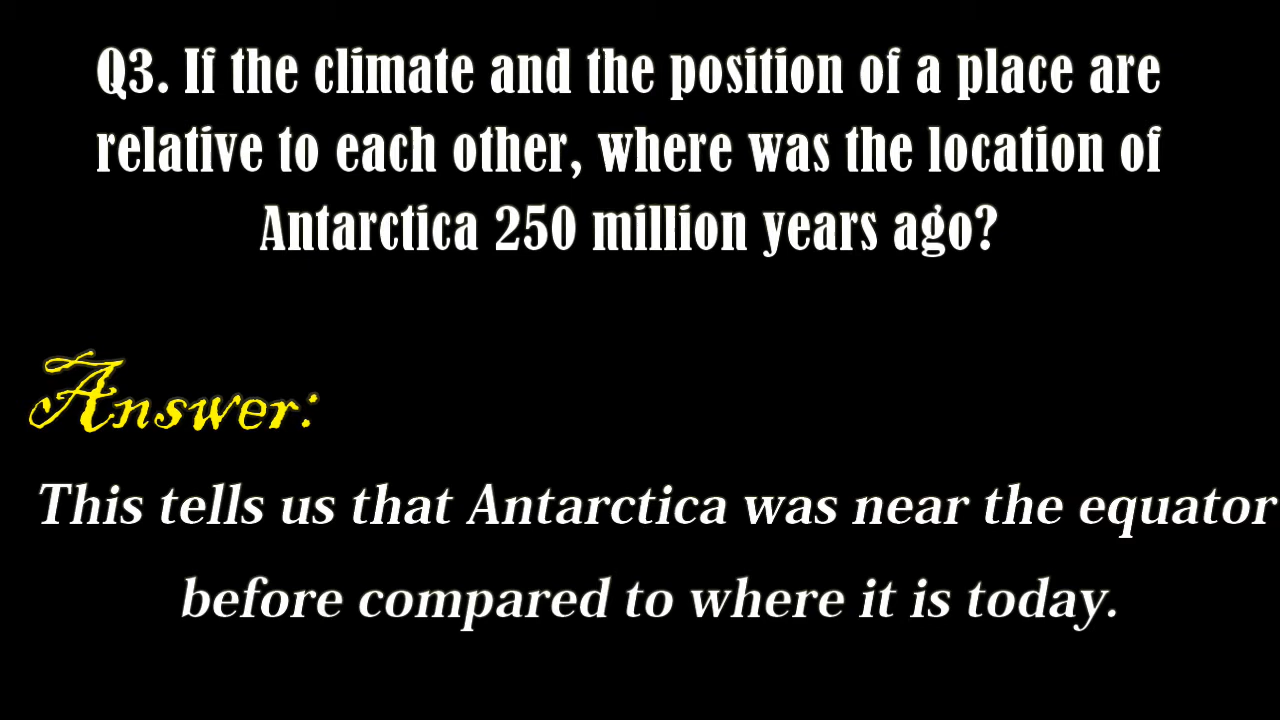 Q3. If the climate and the position of a place are
relative to each other, where was the location of
Antarctica 250 million years ago?
Answer:
This tells us that Antarctica was near the equator
before compared to where it is today.